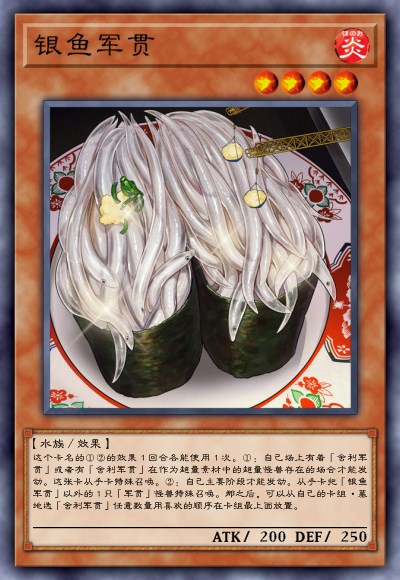 银鱼军贯
ほのお
炎
【水族／效果】
这个卡名的①②的效果1回合各能使用1次。①：自己场上有着「舍利军
贯」或者有「舍利军贯」在作为超量素材中的超量怪兽存在的场合才能发
动。这张卡从手卡特殊召唤。②：自己主要阶段才能发动。从手卡把「银鱼
军贯」以外的1只「军贯」怪兽特殊召唤。那之后，可以从自己的卡组·墓
地选「舍利军贯」任意数量用喜欢的顺序在卡组最上面放置。
ATK/ 200 DEF/ 250